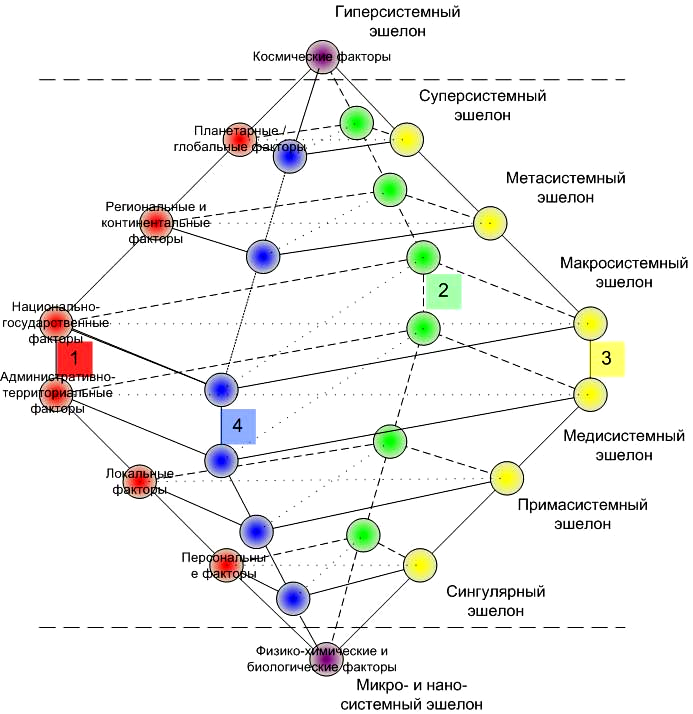 Гиперсистемный
эшелон
Космические факторы
Суперсистемный
эшелон
Планетарные
глобальные факторы
Метасистемный
эшелон
Региональные и
континентальные
факторы
Макросистемный
эшелон
Национально-
государственные
факторы
2
1
3
Административно-
территориальные
факторы
4
Медисистемный
эшелон
Локальные
факторы
Примасистемный
эшелон
Персональны
е факторы
Сингулярный
эшелон
Физико-химические и
биологические факторы
Микро- и нано-
системный эшелон